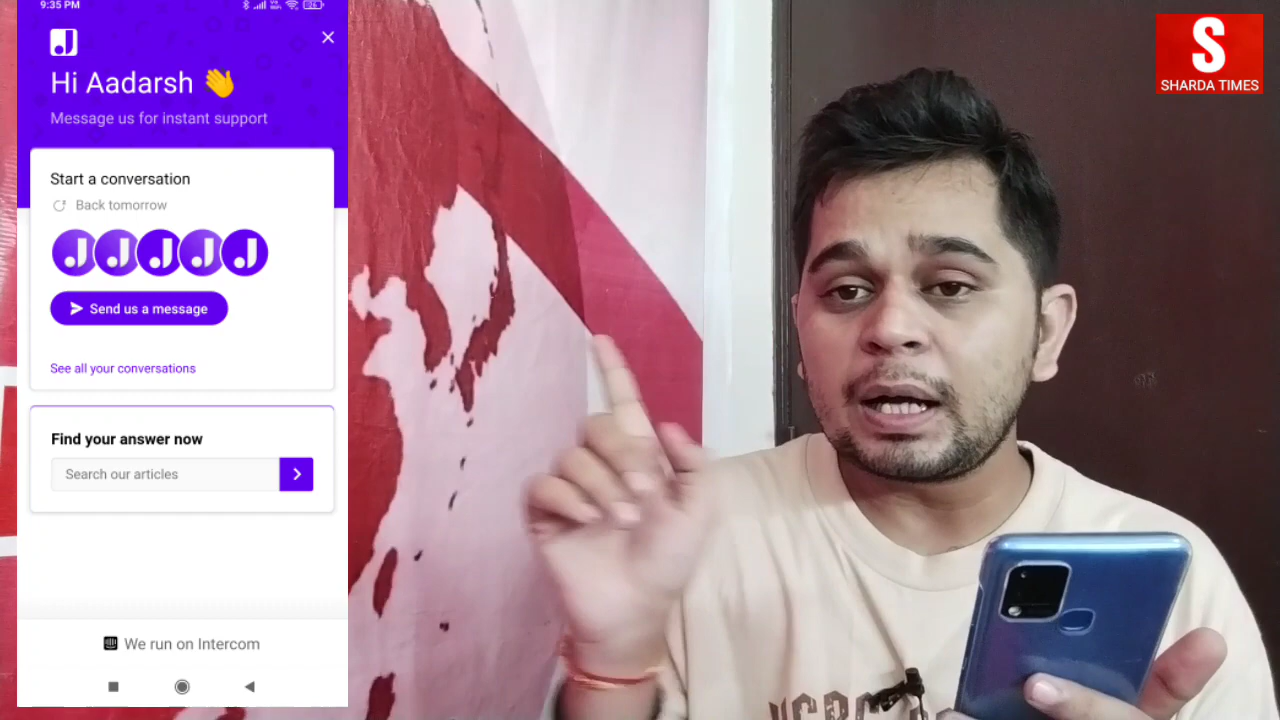 9:35 PM
26
Hi Aadarsh 👋
Message us for instant support
Start a conversation
Back tomorrow
J J J J J
Send us a message
See all your conversations
Find your answer now
Search our articles
We run on Intercom
S
SHARDA TIMES